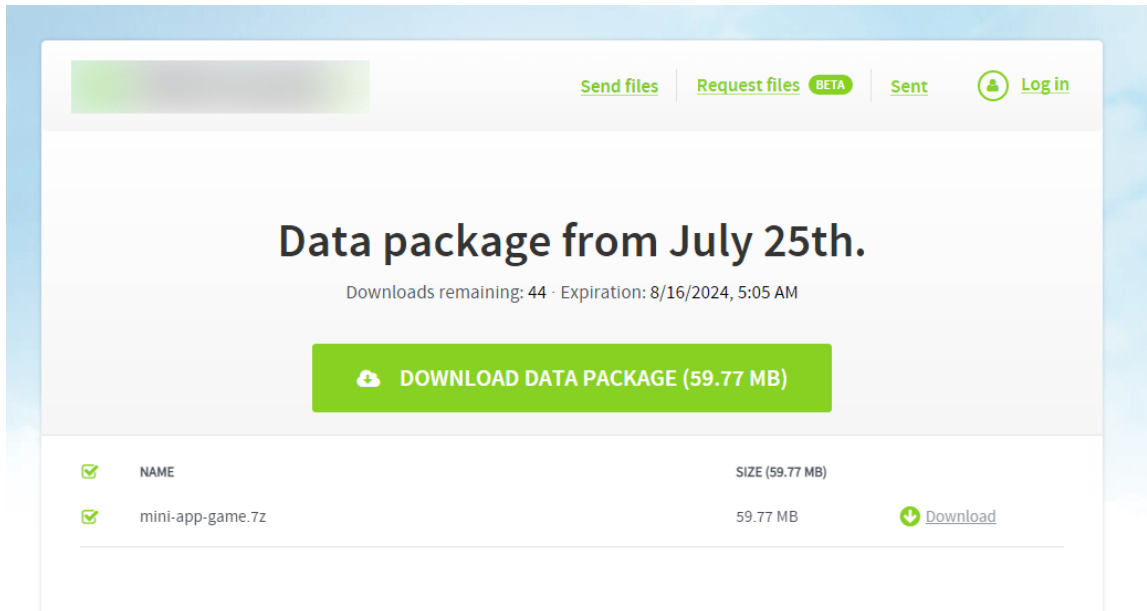 Send files Request files BETA Sent Log in
Data package from July 25th.
Downloads remaining: 44 · Expiration: 8/16/2024, 5:05 AM
DOWNLOAD DATA PACKAGE (59.77 MB)
NAME SIZE (59.77 MB)
mini-app-game.7z 59.77 MB Download